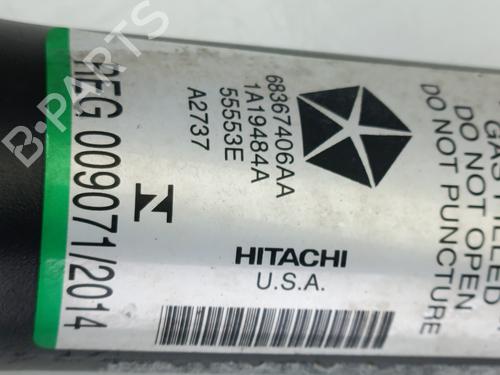 REG 009071/2014
68367406AA
1A19484A
55553E
A2737
HITACHI
U.S.A.
GAS FILLED
DO NOT OPEN
DO NOT PUNCTURE
B-PARTS